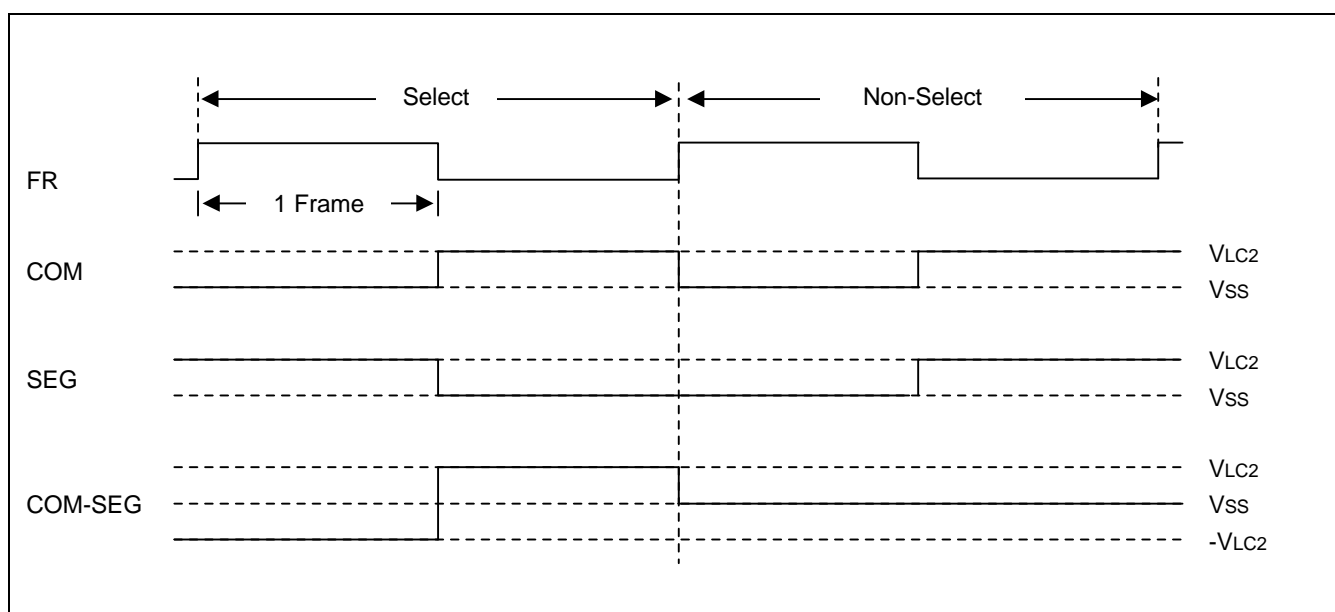 Select
Non-Select
FR
1 Frame
COM
VLC2
VSS
SEG
VLC2
VSS
COM-SEG
VLC2
VSS
-VLC2